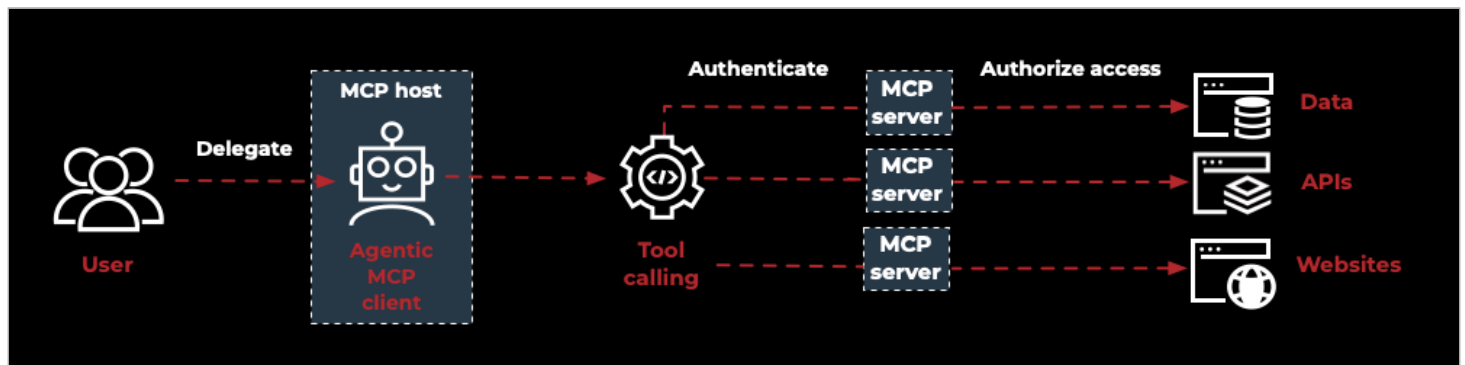 MCP host
Delegate
User
Agentic
MCP
client
</>
Tool
calling
Authenticate
Authorize access
MCP
server
Data
MCP
server
APIs
MCP
server
Websites